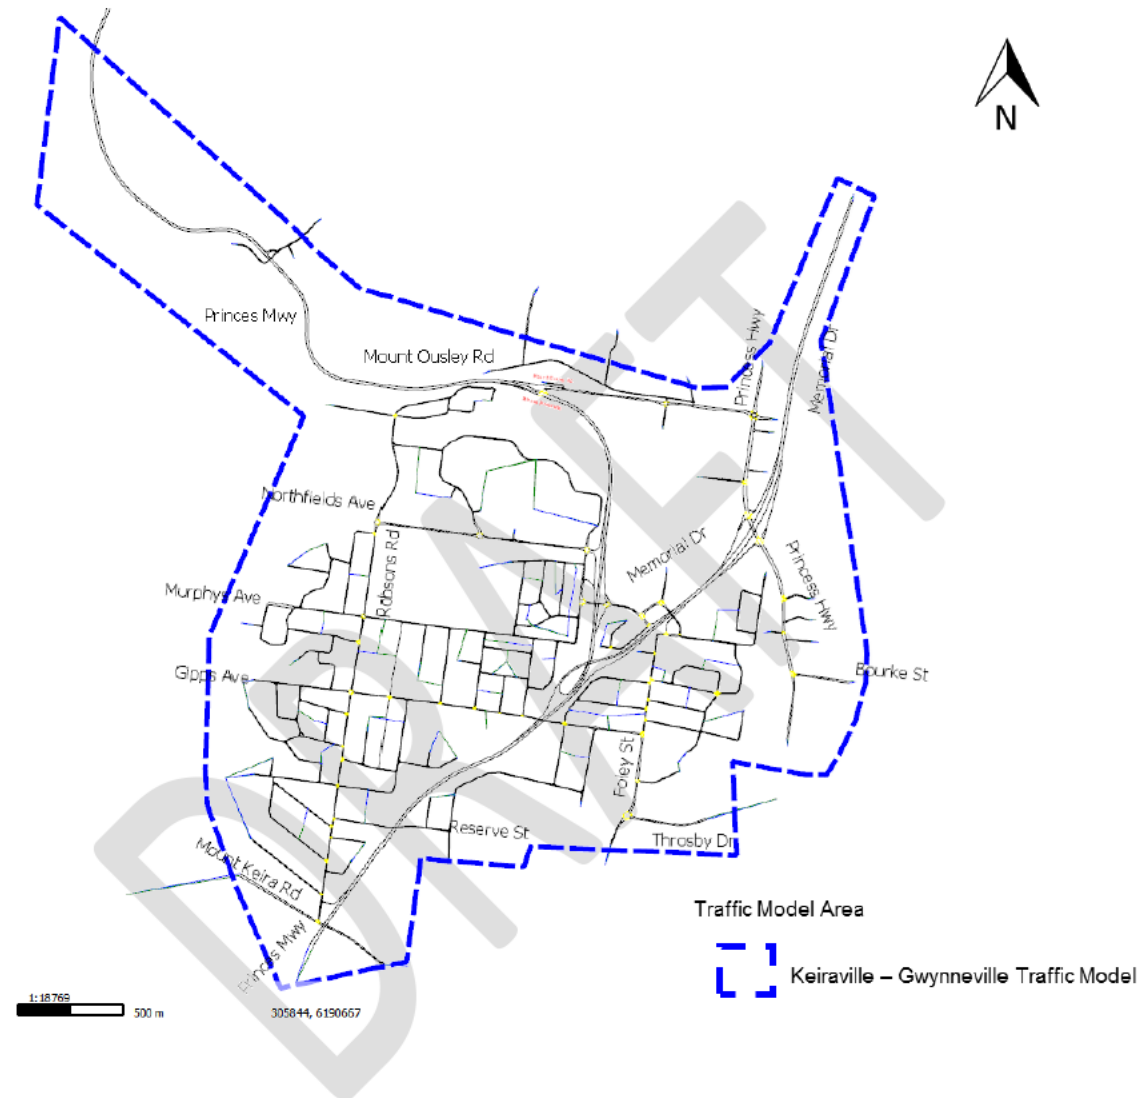 N
Princes Mwy
Mount Ousley Rd
Princess Hwy
Memorial Dr
Northfields Ave
Robsons Rd
Memorial Dr
Princess Hwy
Murphys Ave
Gipps Ave
Bourke St
Foley St
Reserve St
Throsby Dr
Mount Keira Rd
Princes Mwy
DRAFT
Traffic Model Area
Keiraville – Gwynneville Traffic Model
1:18769
500 m
305844, 6190667